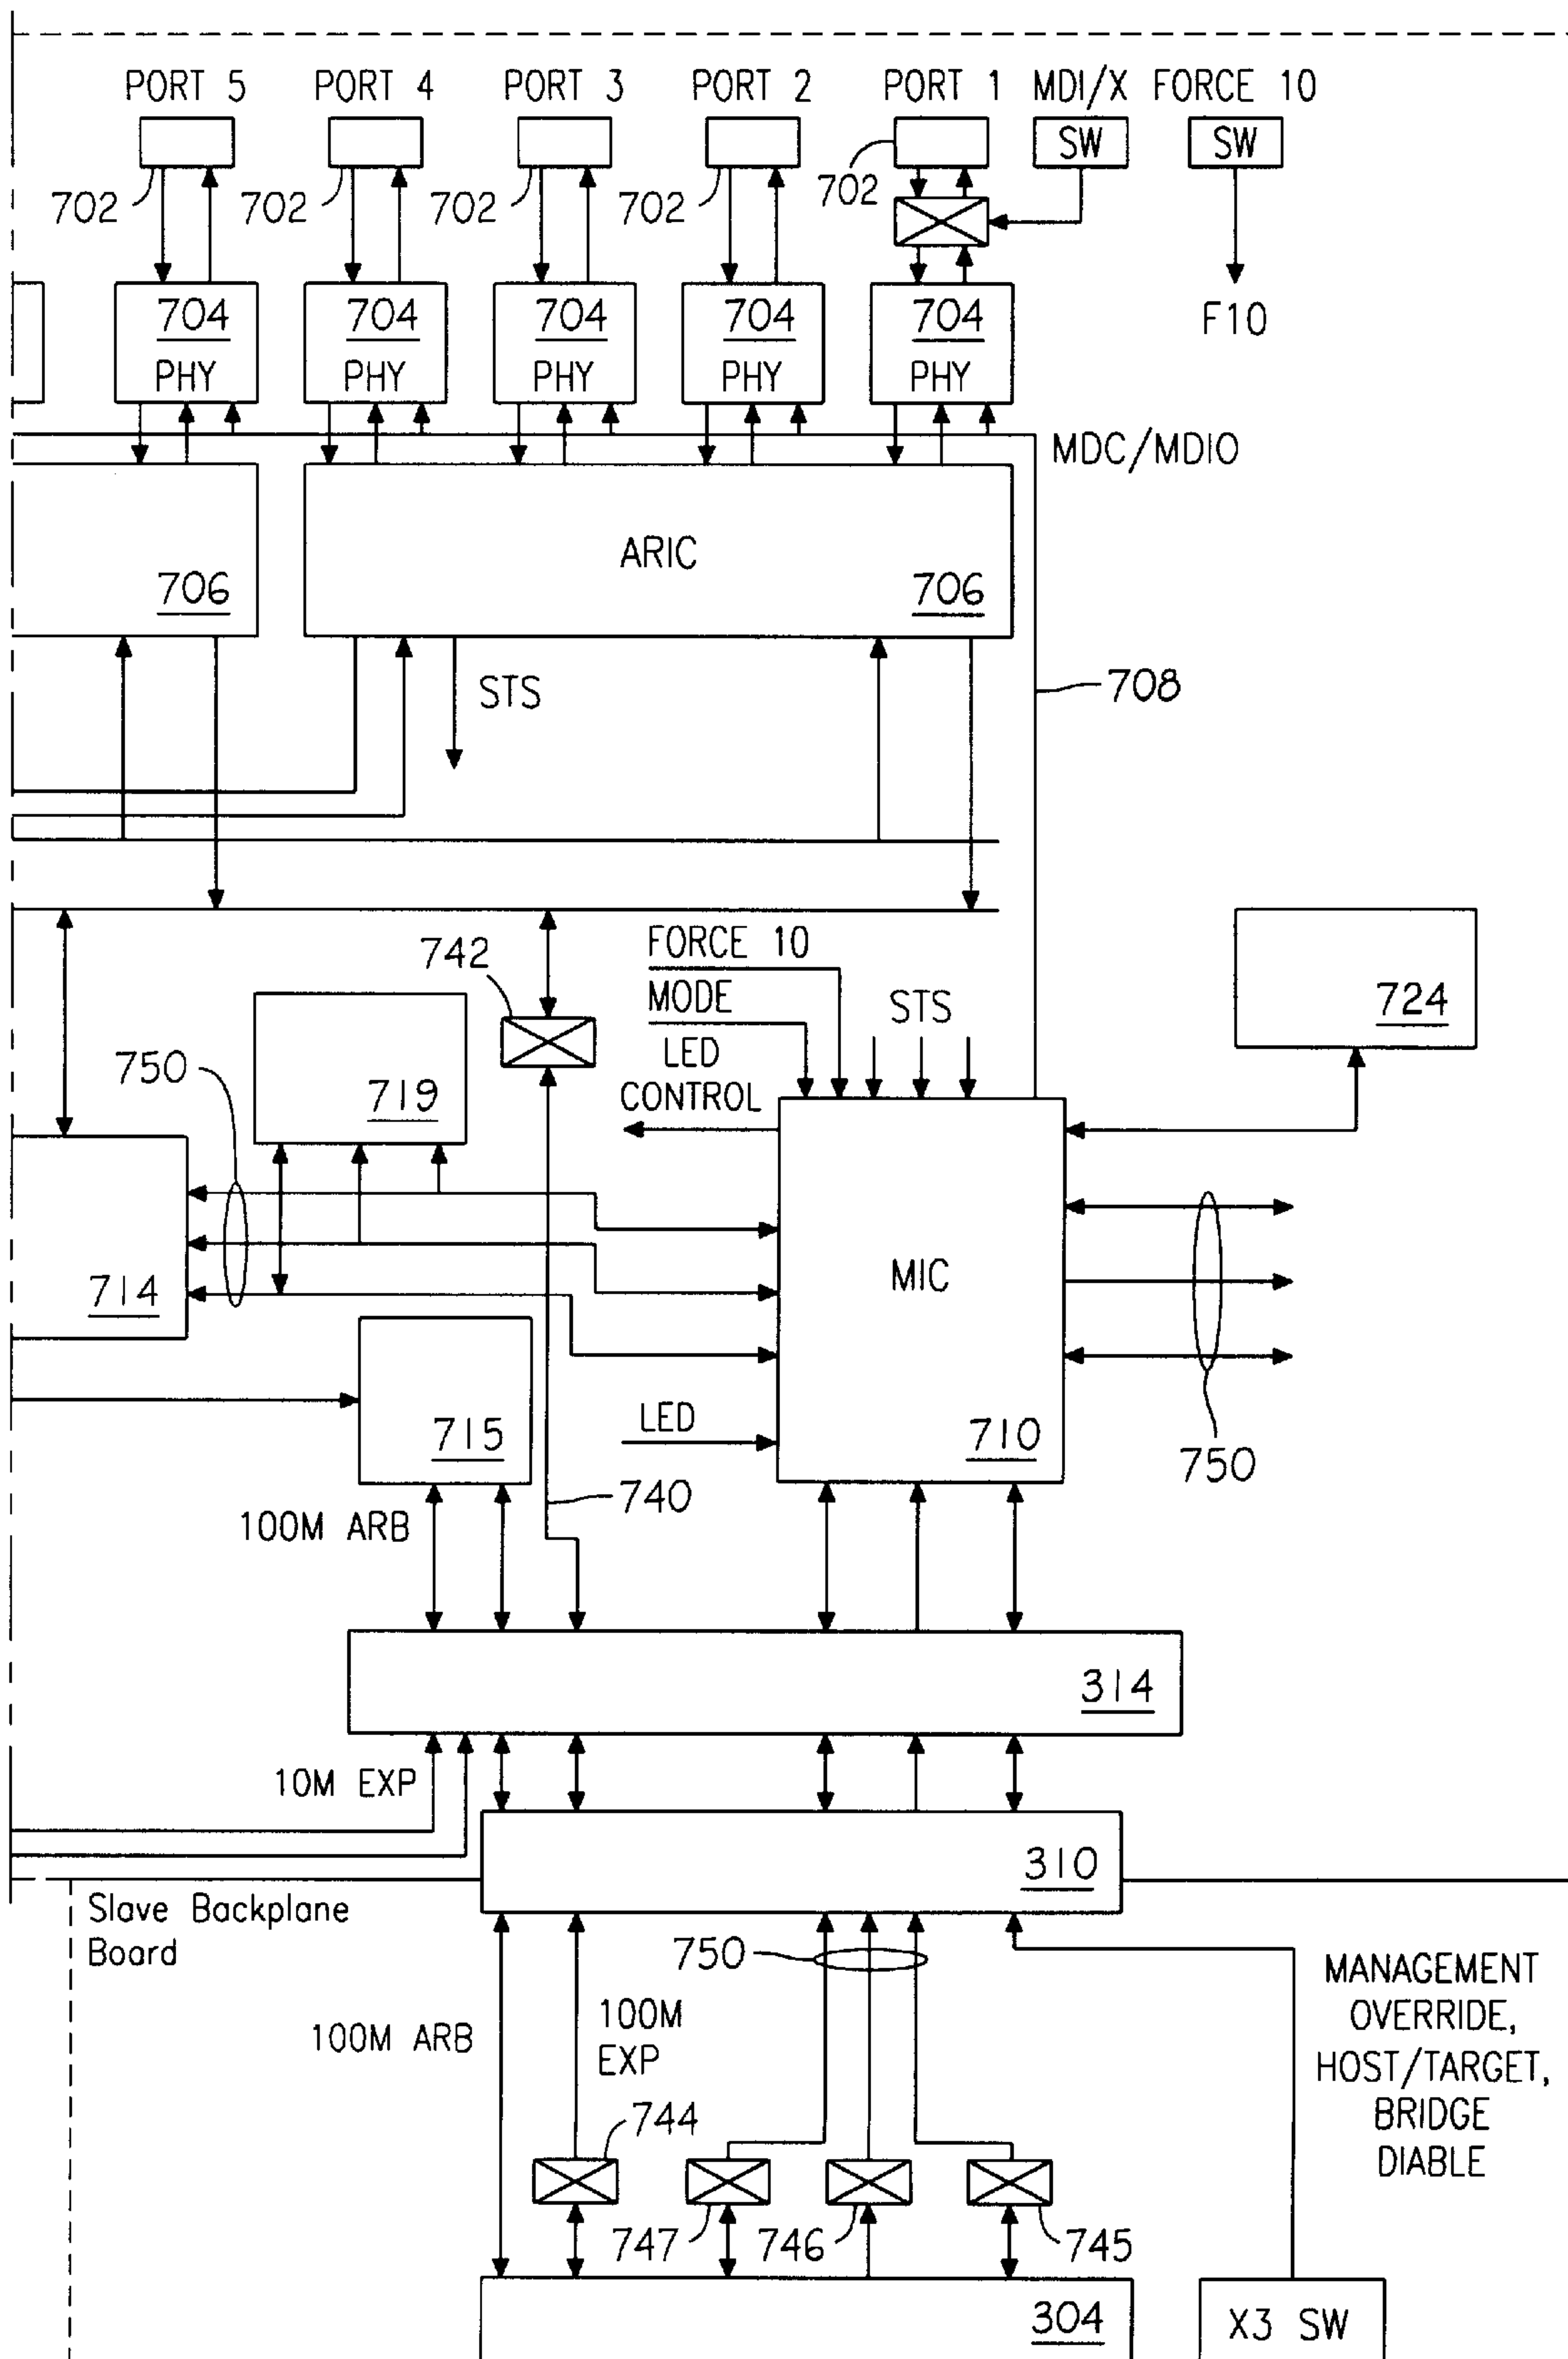 PORT 5 PORT 4 PORT 3 PORT 2 PORT 1 MDI/X FORCE 10
SW SW
702 702 702 702 702
704 704 704 704 704 F10
PHY PHY PHY PHY PHY
MDC/MDIO
ARIC
706 706
STS 708
742 FORCE 10
MODE STS 724
LED
CONTROL
750 719
714 MIC
715 LED 710 750
740
100M ARB
314
10M EXP
310
Slave Backplane
Board
750
100M ARB 100M
EXP
MANAGEMENT
OVERRIDE,
HOST/TARGET,
BRIDGE
DIABLE
744
747 746 745
304 X3 SW